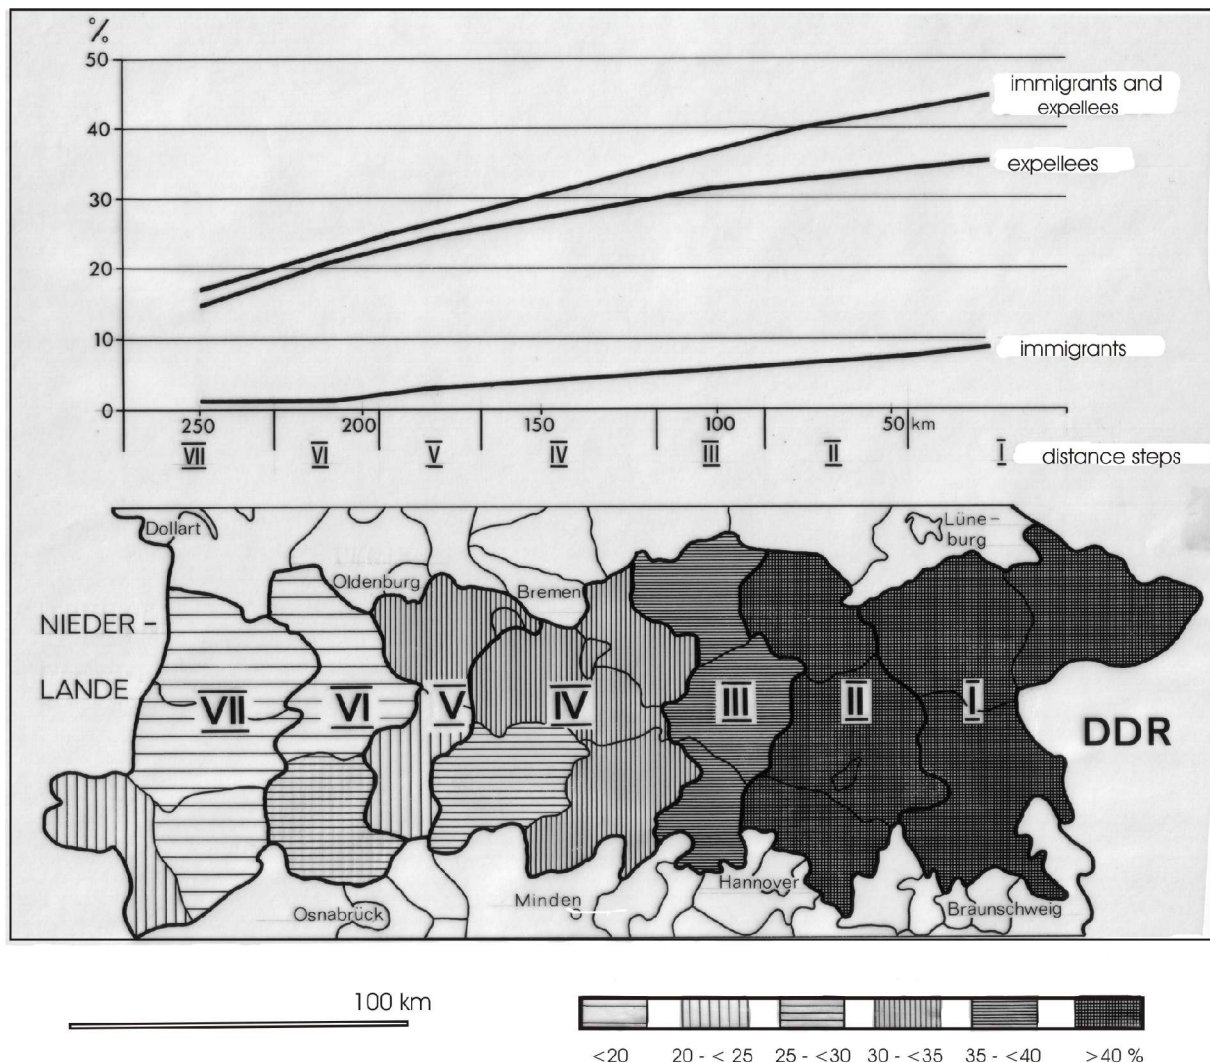 %
50
immigrants and
expellees
40
expellees
30
20
10
immigrants
0
250 200 150 100 50 km
VII VI V IV III II I distance steps
Dollart
Lüne-
burg
Oldenburg
Bremen
NIEDER-
LANDE
VII VI V IV III II I
DDR
Hannover
Osnabrück
Minden
Braunschweig
100 km
<20 20 - < 25 25 - <30 30 - <35 35 - <40 >40 %